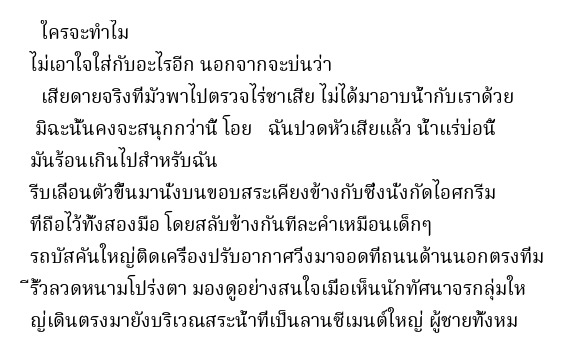 ใครจะทำไม
ไม่เอาใจใส่กับอะไรอีก นอกจากจะบ่นว่า
เสียดายจริงที่มัวพาไปตรวจไร่ชาเสีย ไม่ได้มาอาบน้ำกับเราด้วย
มิฉะนั้นคงจะสนุกกว่านี้ โอย ฉันปวดหัวเสียแล้ว น้ำแร่บ่อนี้
มันร้อนเกินไปสำหรับฉัน
รีบเลื่อนตัวขึ้นมานั่งบนขอบสระเคียงข้างกับซึ่งนั่งกัดไอศกรีม
ที่ถือไว้ทั้งสองมือ โดยสลับข้างกันทีละคำเหมือนเด็กๆ
รถบัสคันใหญ่ติดเครื่องปรับอากาศวิ่งมาจอดที่ถนนด้านนอกตรงที่ม
ีรั้วลวดหนามโปร่งตา มองดูอย่างสนใจเมื่อเห็นนักทัศนาจรกลุ่มให
ญ่เดินตรงมายังบริเวณสระน้ำที่เป็นลานซีเมนต์ใหญ่ ผู้ชายทั้งหม